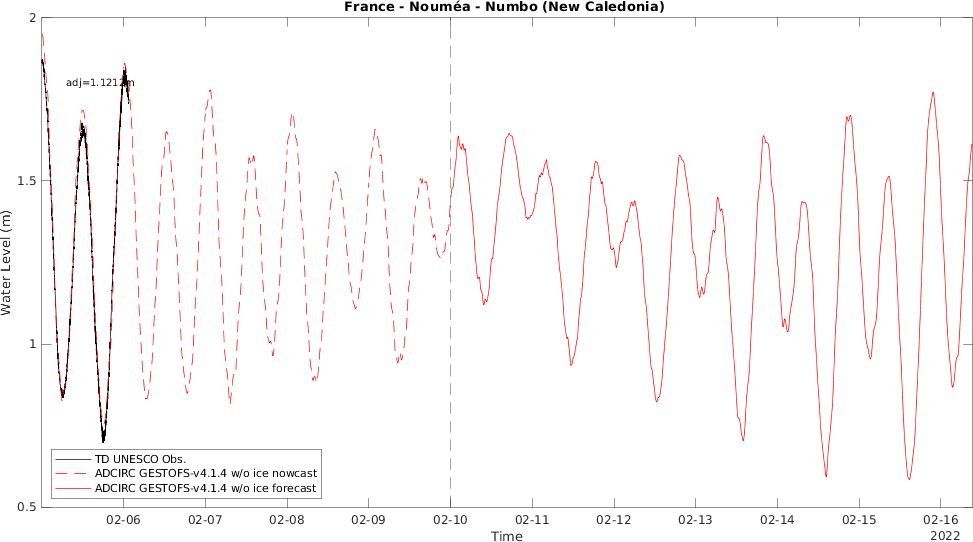 France - Nouméa - Numbo (New Caledonia)
2
adj=1.1212m
1.5
Water Level (m)
1
TD UNESCO Obs.
ADCIRC GESTOFS-v4.1.4 w/o ice nowcast
ADCIRC GESTOFS-v4.1.4 w/o ice forecast
0.5
02-06 02-07 02-08 02-09 02-10 02-11 02-12 02-13 02-14 02-15 02-16
Time
2022